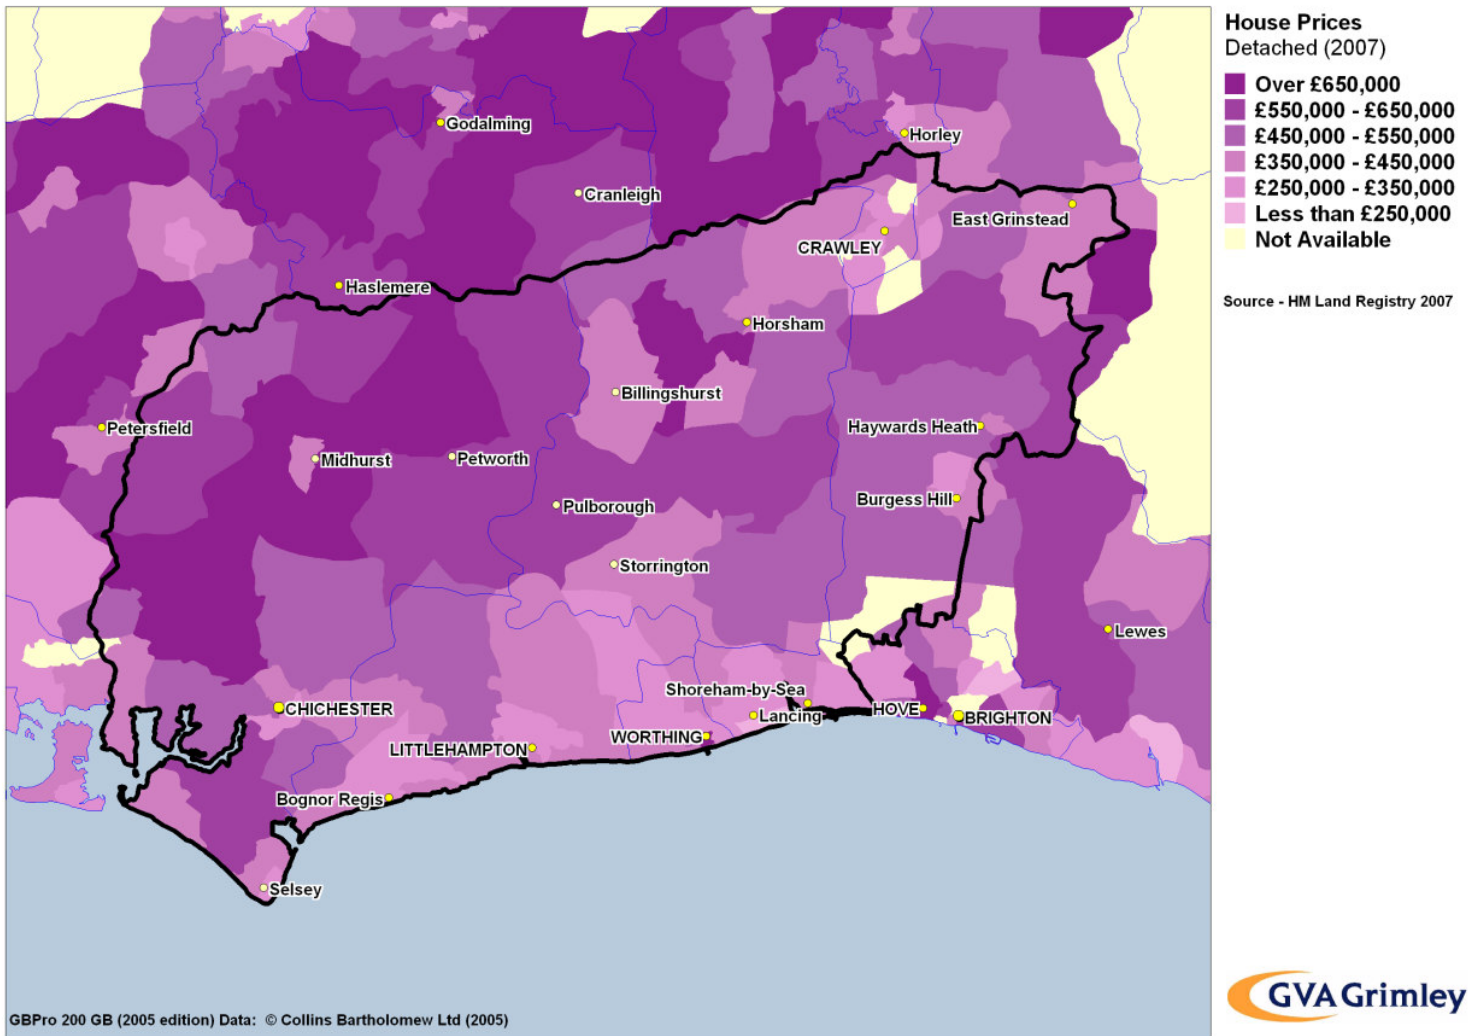 House Prices
Detached (2007)
Over £650,000
£550,000 - £650,000
£450,000 - £550,000
£350,000 - £450,000
£250,000 - £350,000
Less than £250,000
Not Available
Source - HM Land Registry 2007
Godalming
Horley
Cranleigh
East Grinstead
CRAWLEY
Haslemere
Horsham
Billingshurst
Petersfield
Haywards Heath
Midhurst
Petworth
Burgess Hill
Pulborough
Storrington
Lewes
Shoreham-by-Sea
CHICHESTER
HOVE
Lancing
BRIGHTON
WORTHING
LITTLEHAMPTON
Bognor Regis
Selsey
GVA Grimley
GBPro 200 GB (2005 edition) Data: © Collins Bartholomew Ltd (2005)